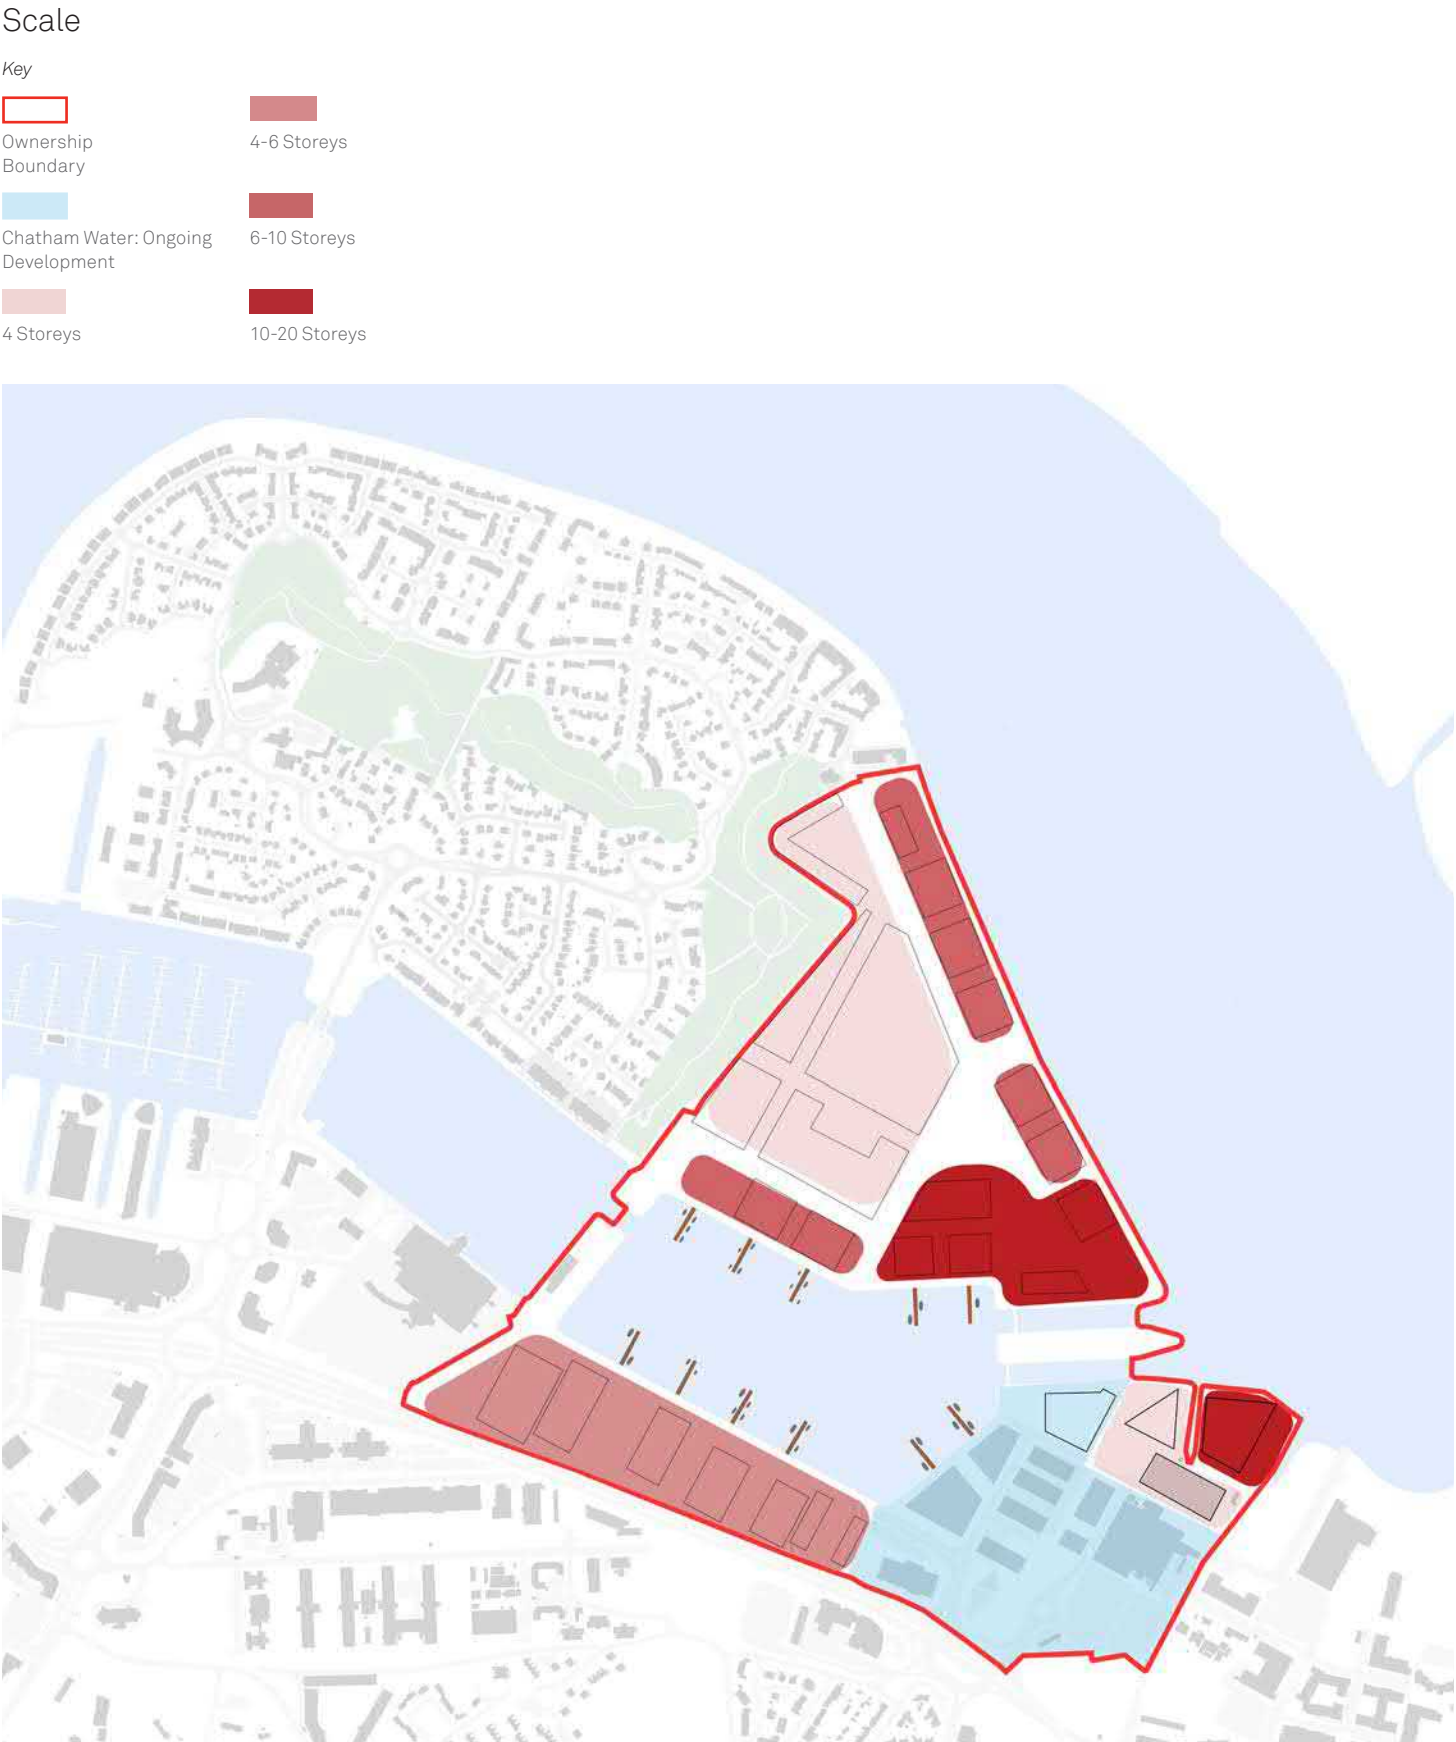 Scale
Key
Ownership
Boundary
4-6 Storeys
Chatham Water: Ongoing
Development
6-10 Storeys
4 Storeys
10-20 Storeys